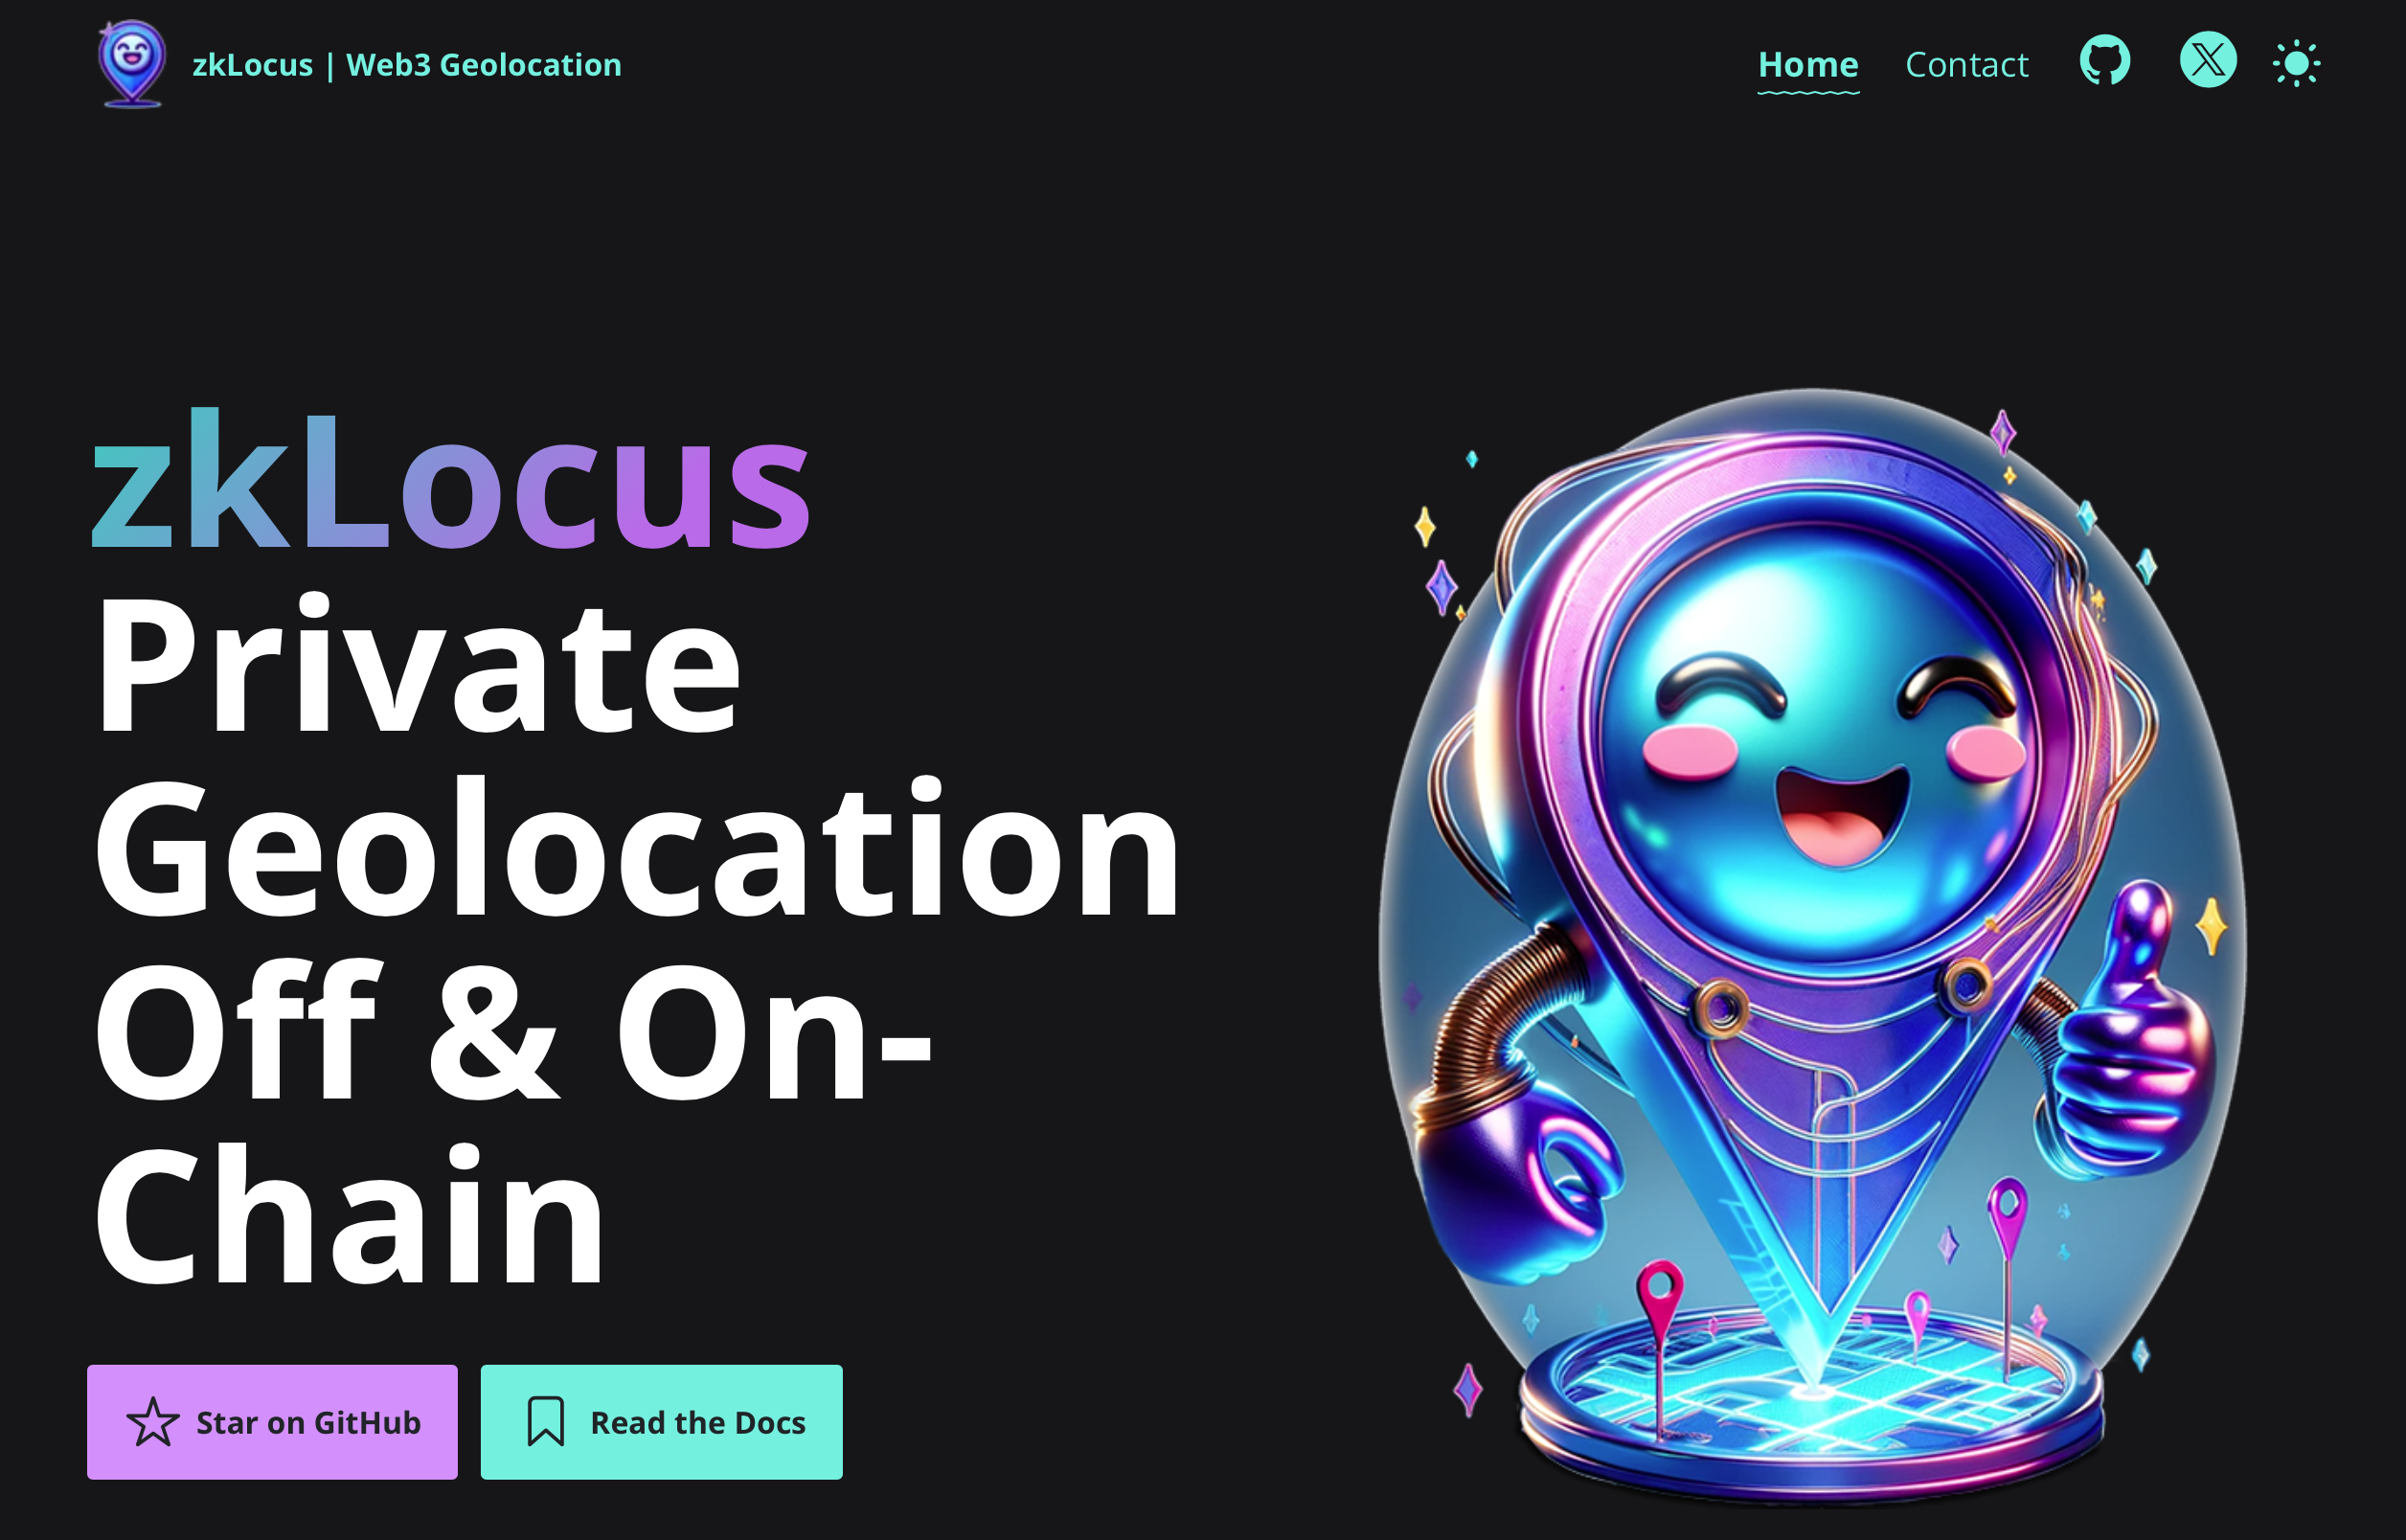 zkLocus | Web3 Geolocation
Home
Contact
zkLocus
Private
Geolocation
Off & On-
Chain
Star on GitHub
Read the Docs